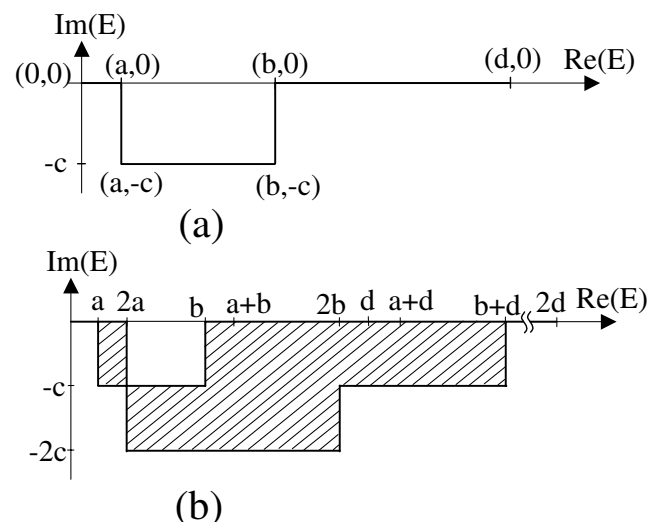 Im(E)
(0,0) (a,0) (b,0) (d,0) Re(E)
-c
(a,-c) (b,-c)
(a)
Im(E)
a 2a b a+b 2b d a+d b+d 2d Re(E)
-c
-2c
(b)